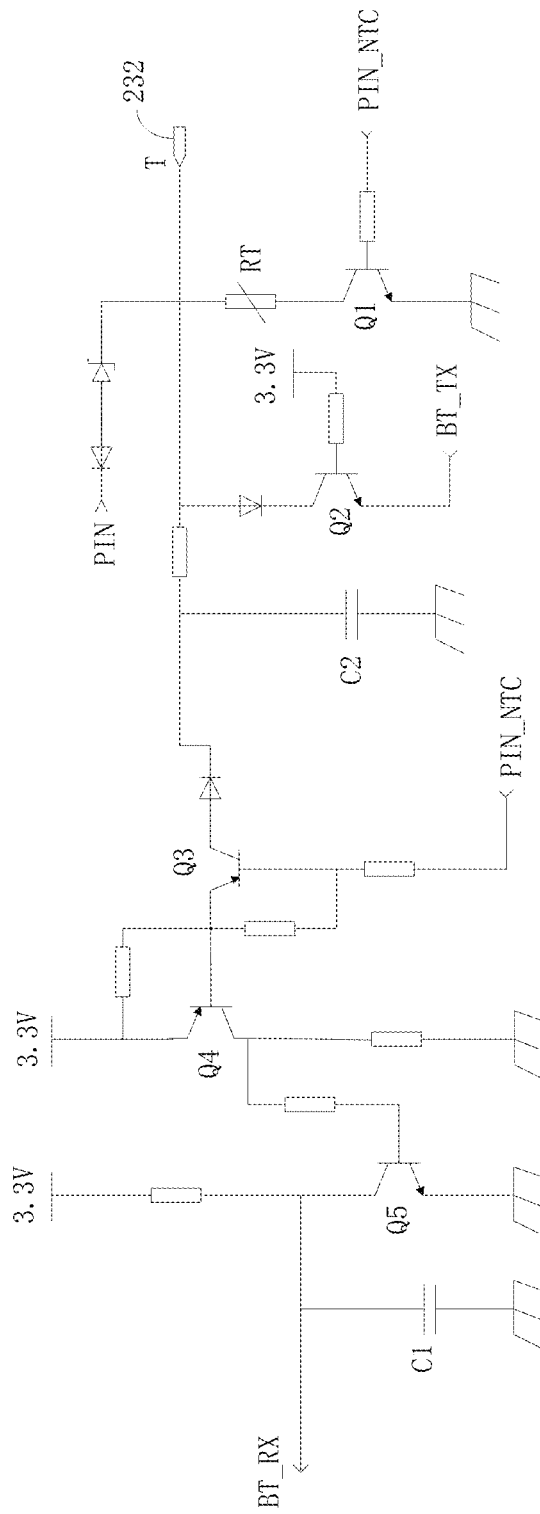 BT_RX
3.3V
3.3V
C1
Q5
Q4
Q3
PIN_NTC
C2
PIN
Q2
BT_TX
3.3V
Q1
RT
T
232
PIN_NTC